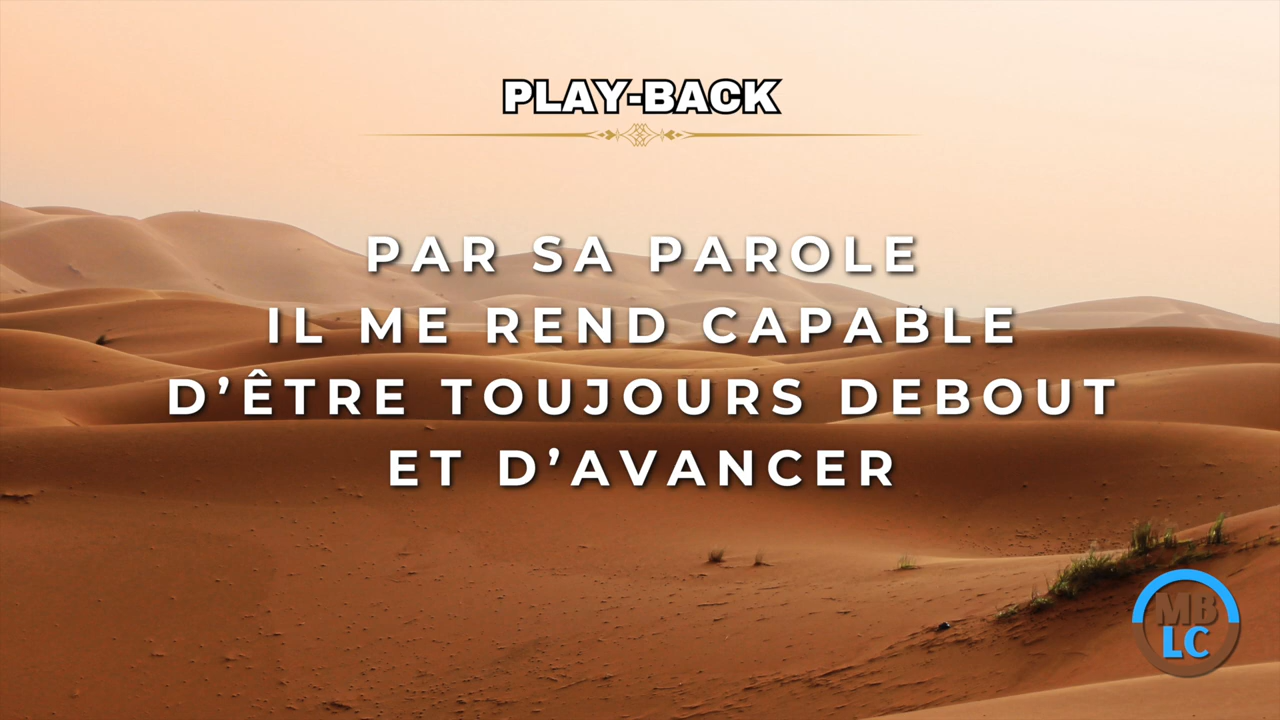 PLAY-BACK
PAR SA PAROLE
IL ME REND CAPABLE
D’ÊTRE TOUJOURS DEBOUT
ET D’AVANCER
MB
LC